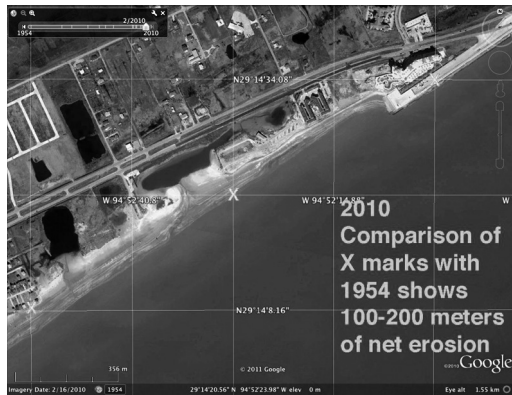 2/2010
1954 2010
N29°14'34.08"
W 94°52'40.8"
W 94°52'14.88"
W
X
X
X
N29°14'8.16"
2010
Comparison of
X marks with
1954 shows
100-200 meters
of net erosion
356 m
© 2011 Google
©2010 Google
Imagery Date: 2/16/2010 1954 29°14'20.56" N 94°52'23.98" W elev 0 m Eye alt 1.55 km